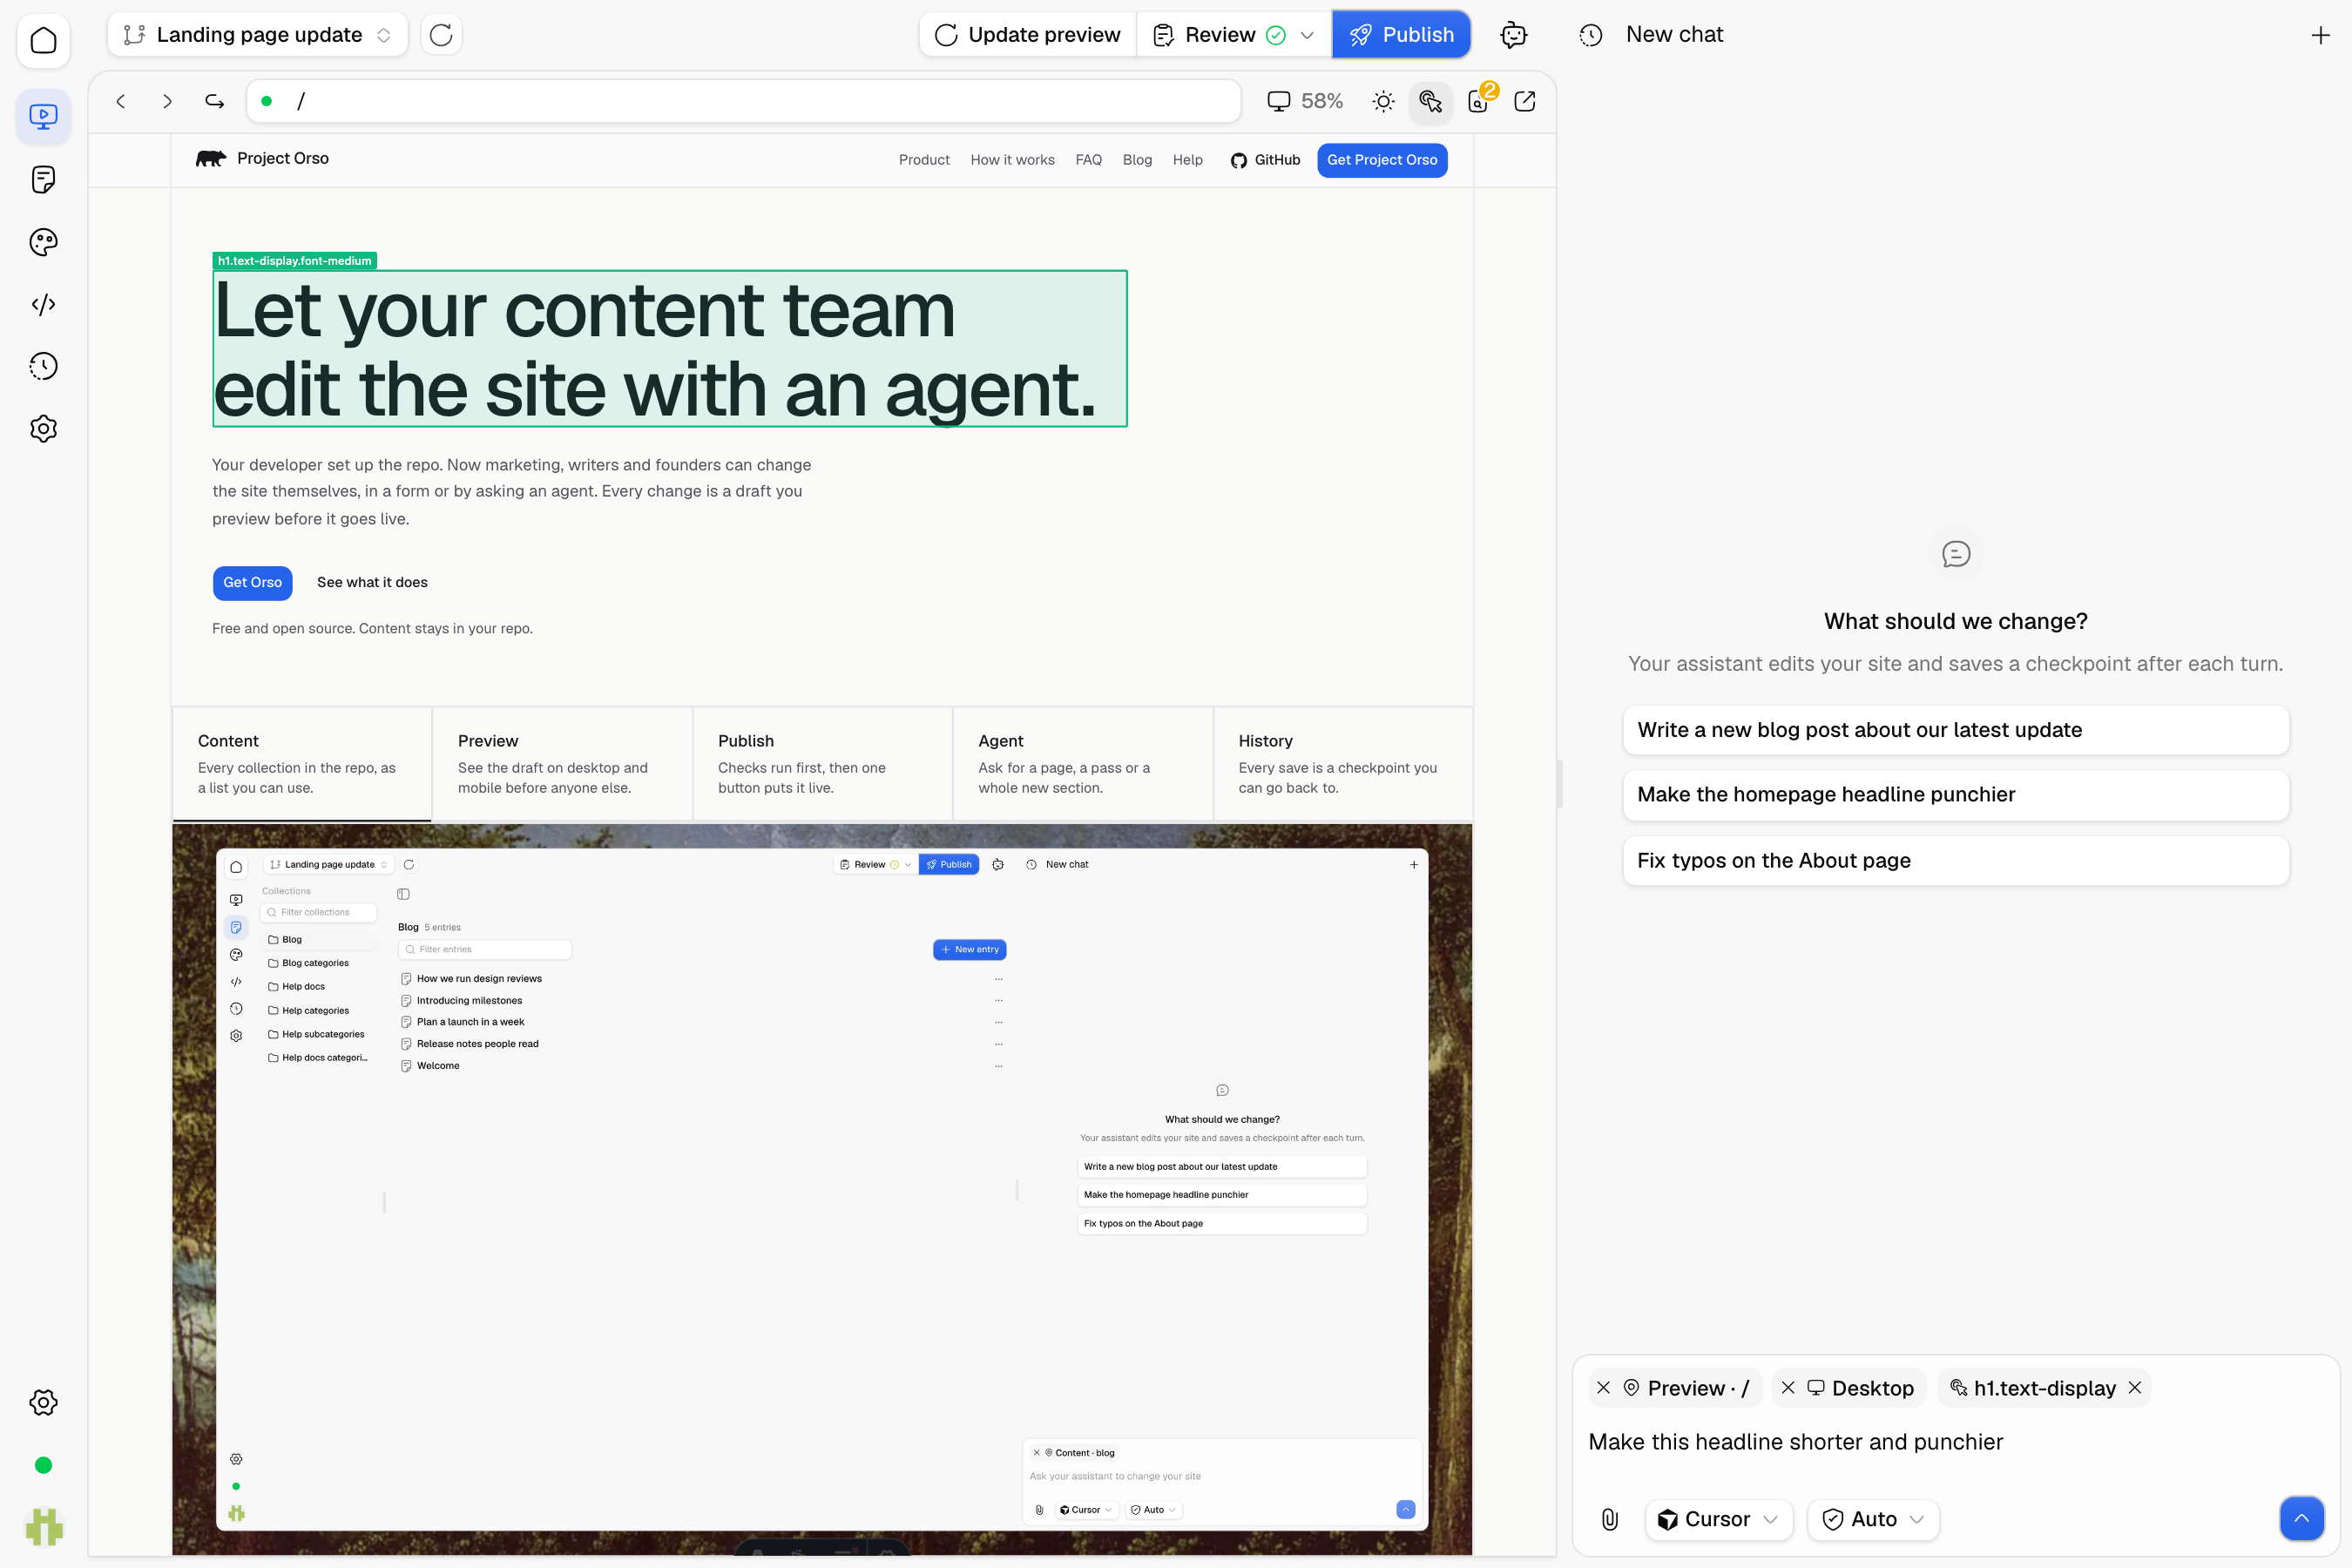 Landing page update
Update preview
Review
Publish
New chat
/
58%
2
Project Orso
Product
How it works
FAQ
Blog
Help
GitHub
Get Project Orso
h1.text-display.font-medium
Let your content team
edit the site with an agent.
Your developer set up the repo. Now marketing, writers and founders can change
the site themselves, in a form or by asking an agent. Every change is a draft you
preview before it goes live.
Get Orso
See what it does
Free and open source. Content stays in your repo.
Content
Every collection in the repo, as
a list you can use.
Preview
See the draft on desktop and
mobile before anyone else.
Publish
Checks run first, then one
button puts it live.
Agent
Ask for a page, a pass or a
whole new section.
History
Every save is a checkpoint you
can go back to.
Landing page update
Review
Publish
New chat
Collections
Filter collections
Blog
Blog categories
Help docs
Help categories
Help subcategories
Help docs categori...
Blog 5 entries
Filter entries
New entry
How we run design reviews
Introducing milestones
Plan a launch in a week
Release notes people read
Welcome
What should we change?
Your assistant edits your site and saves a checkpoint after each turn.
Write a new blog post about our latest update
Make the homepage headline punchier
Fix typos on the About page
Content · blog
Ask your assistant to change your site
Cursor
Auto
What should we change?
Your assistant edits your site and saves a checkpoint after each turn.
Write a new blog post about our latest update
Make the homepage headline punchier
Fix typos on the About page
Preview · /
Desktop
h1.text-display
Make this headline shorter and punchier
Cursor
Auto